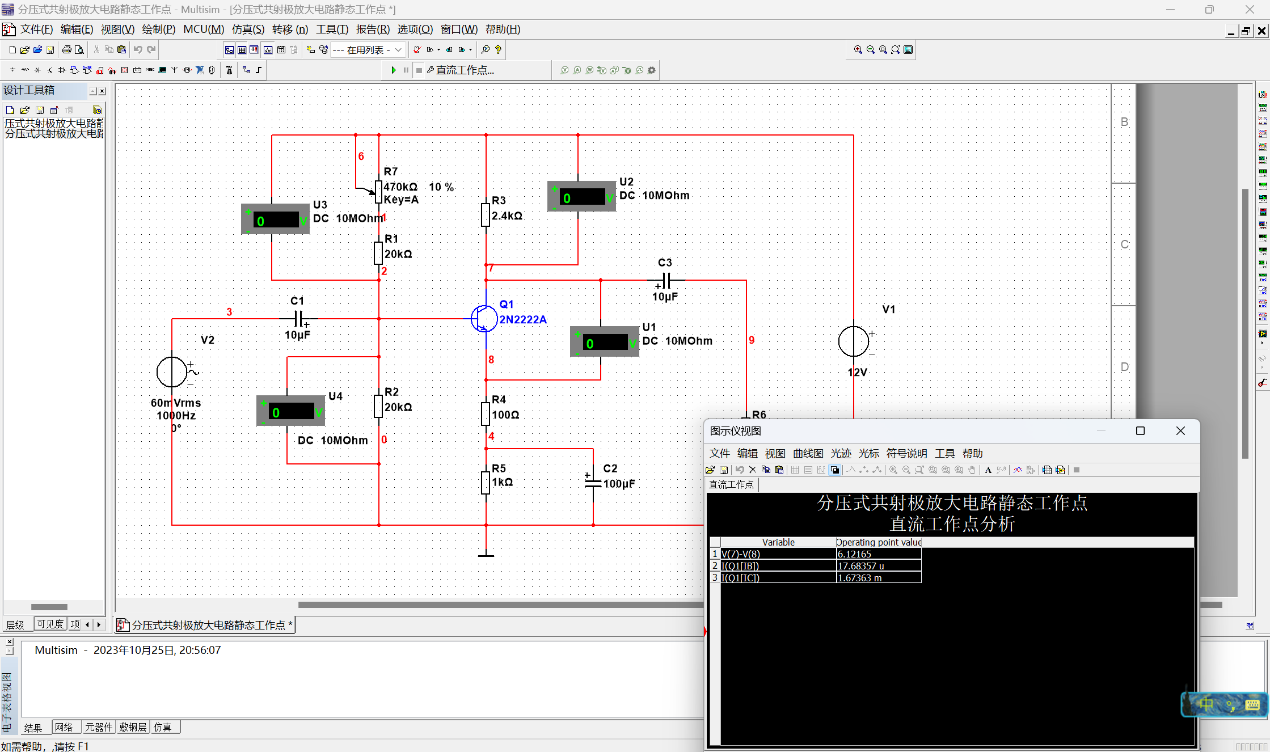 分压式共射极放大电路静态工作点 - Multisim - [分压式共射极放大电路静态工作点 *]
文件(F) 编辑(E) 视图(V) 绘制(P) MCU(M) 仿真(S) 转移(n) 工具(T) 报告(R) 选项(O) 窗口(W) 帮助(H)
--- 在用列表 -
直流工作点...
设计工具箱
压式共射极放大电路静
分压式共射极放大电路
B
C
D
6
R7
470kΩ 10 %
Key=A
1
U3
DC 10MOhm
0 V
R1
20kΩ
2
R3
2.4kΩ
U2
DC 10MOhm
0 V
7
C3
10μF
3
C1
10μF
Q1
2N2222A
U1
DC 10MOhm
0 V
9
V1
12V
V2
60mVrms
1000Hz
0°
8
U4
0 V
DC 10MOhm
R2
20kΩ
0
R4
100Ω
4
R5
1kΩ
C2
100μF
R6
图示仪视图
文件 编辑 视图 曲线图 光迹 光标 符号说明 工具 帮助
直流工作点
分压式共射极放大电路静态工作点
直流工作点分析
Variable Operating point value
1 V(7)-V(8) 6.12165
2 I(Q1[IB]) 17.68357 u
3 I(Q1[IC]) 1.67363 m
层级 可见度 项
分压式共射极放大电路静态工作点 *
Multisim - 2023年10月25日, 20:56:07
电子表格视图
结果 网络 元器件 敷铜层 仿真
如需帮助，,请按 F1
中